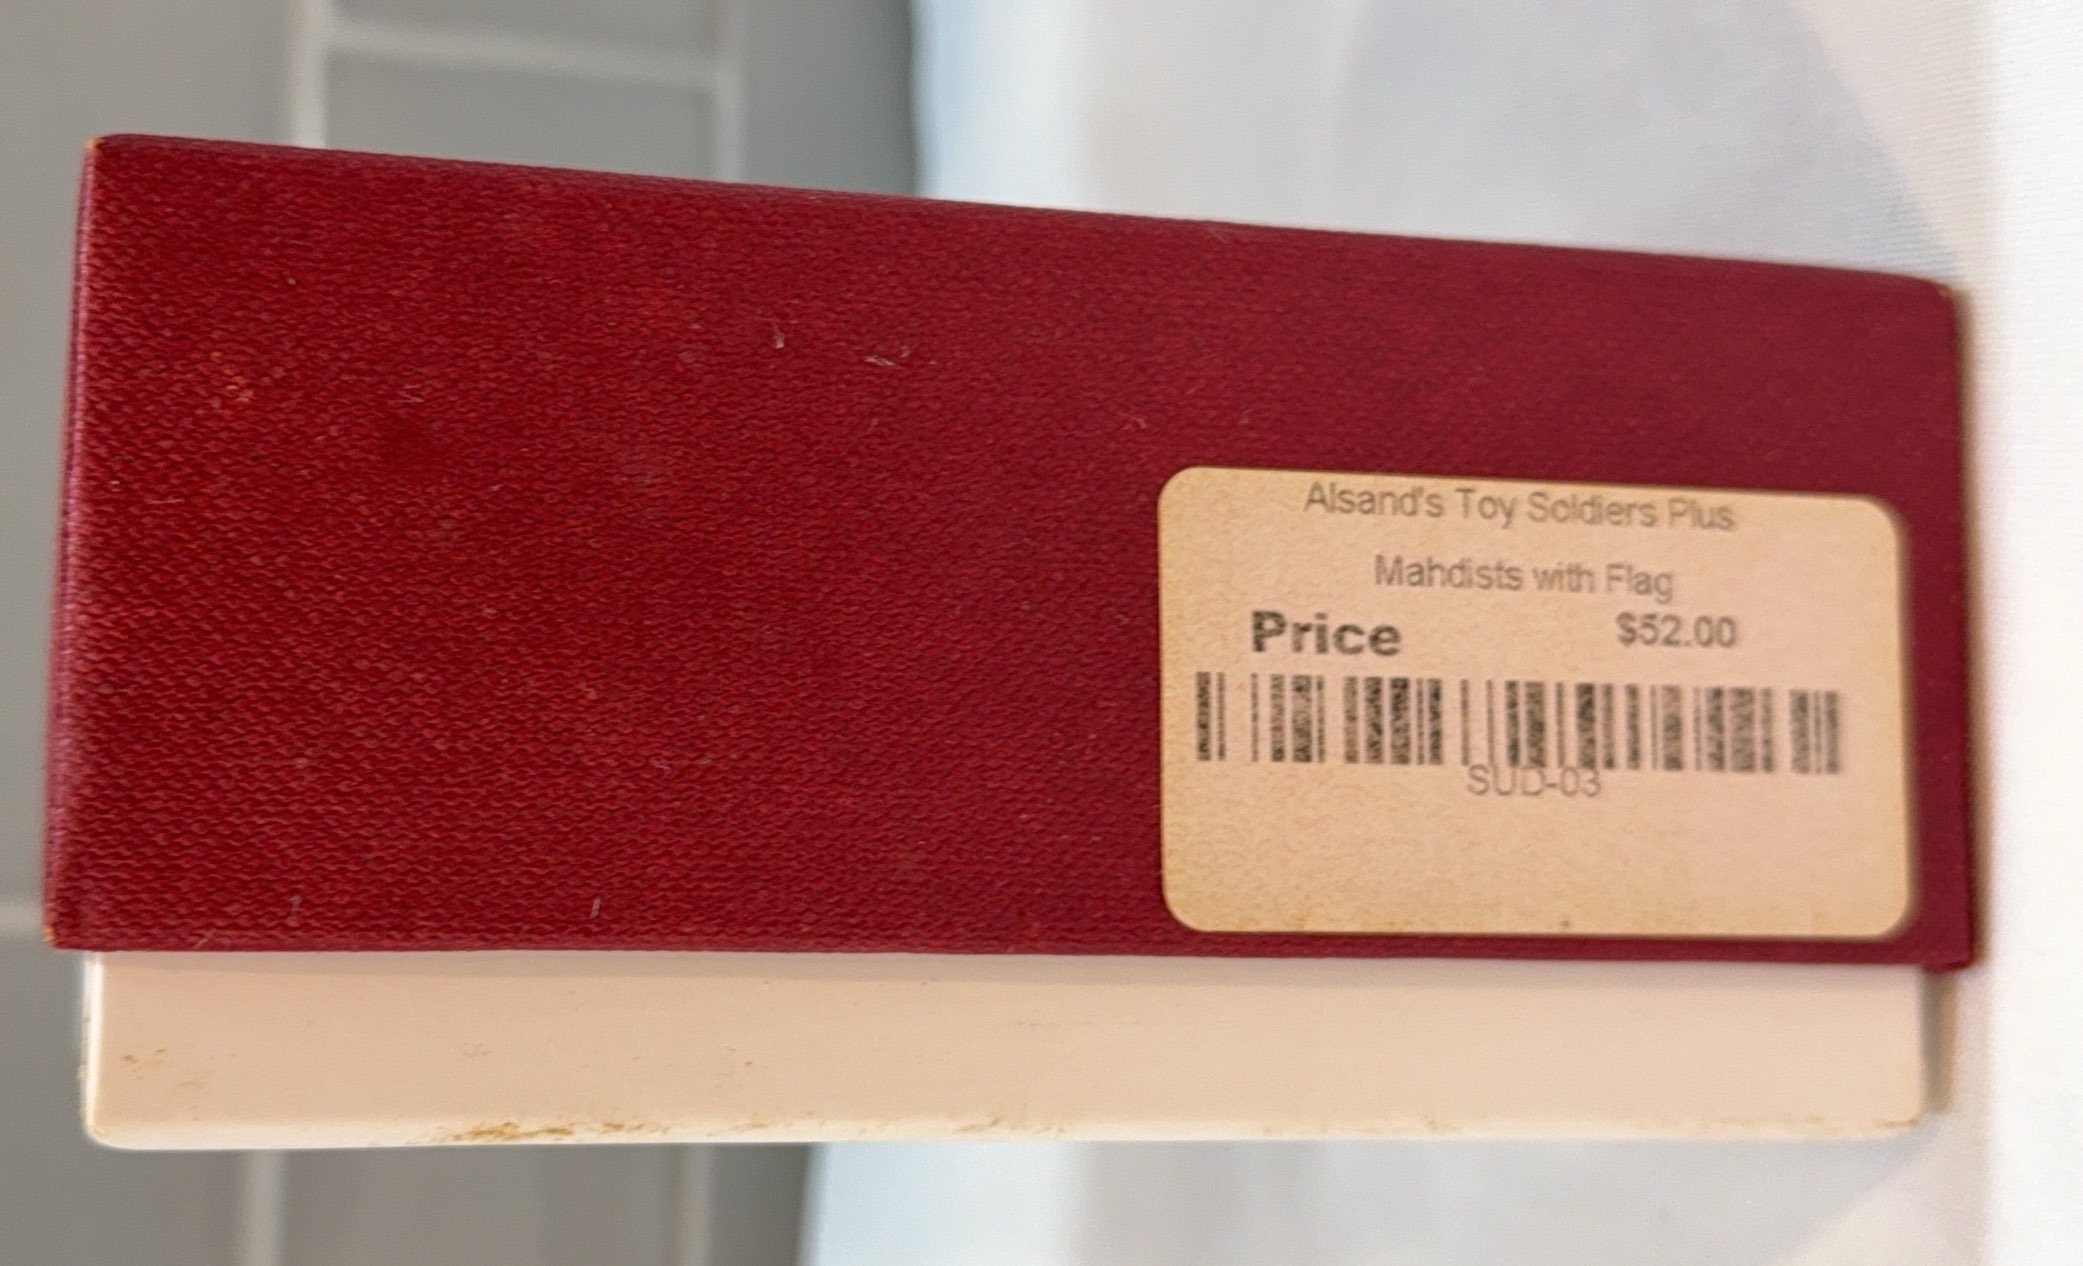 Alsand's Toy Soldiers Plus
Mahdists with Flag
Price $52.00
SUD-03